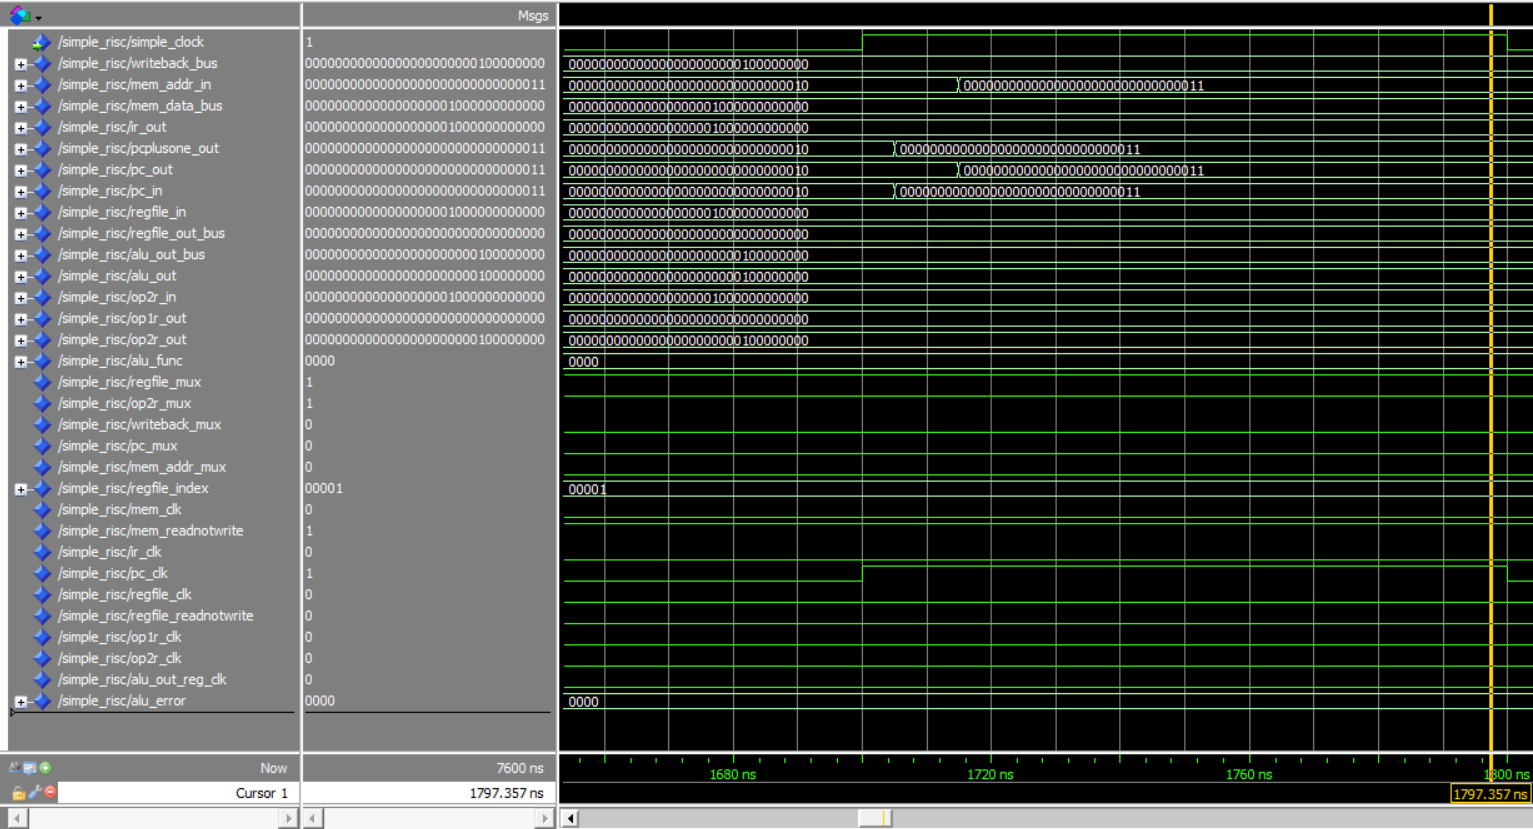 Msgs
/simple_risc/simple_clock 1
/simple_risc/writeback_bus 00000000000000000000000100000000 00000000000000000000000100000000
/simple_risc/mem_addr_in 00000000000000000000000000000011 00000000000000000000000000000010 00000000000000000000000000000011
/simple_risc/mem_data_bus 00000000000000000001000000000000 00000000000000000001000000000000
/simple_risc/ir_out 00000000000000000001000000000000 00000000000000000001000000000000
/simple_risc/pcplusone_out 00000000000000000000000000000011 00000000000000000000000000000010 00000000000000000000000000000011
/simple_risc/pc_out 00000000000000000000000000000011 00000000000000000000000000000010 00000000000000000000000000000011
/simple_risc/pc_in 00000000000000000000000000000011 00000000000000000000000000000010 00000000000000000000000000000011
/simple_risc/regfile_in 00000000000000000001000000000000 00000000000000000001000000000000
/simple_risc/regfile_out_bus 00000000000000000000000000000000 00000000000000000000000000000000
/simple_risc/alu_out_bus 00000000000000000000000100000000 00000000000000000000000100000000
/simple_risc/alu_out 00000000000000000000000100000000 00000000000000000000000100000000
/simple_risc/op2r_in 00000000000000000001000000000000 00000000000000000001000000000000
/simple_risc/op1r_out 00000000000000000000000000000000 00000000000000000000000000000000
/simple_risc/op2r_out 00000000000000000000000100000000 00000000000000000000000100000000
/simple_risc/alu_func 0000 0000
/simple_risc/regfile_mux 1
/simple_risc/op2r_mux 1
/simple_risc/writeback_mux 0
/simple_risc/pc_mux 0
/simple_risc/mem_addr_mux 0
/simple_risc/regfile_index 00001 00001
/simple_risc/mem_clk 0
/simple_risc/mem_readnotwrite 1
/simple_risc/ir_clk 0
/simple_risc/pc_clk 1
/simple_risc/regfile_clk 0
/simple_risc/regfile_readnotwrite 0
/simple_risc/op1r_clk 0
/simple_risc/op2r_clk 0
/simple_risc/alu_out_reg_clk 0
/simple_risc/alu_error 0000 0000
Now 7600 ns 1680 ns 1720 ns 1760 ns 1800 ns
Cursor 1 1797.357 ns 1797.357 ns